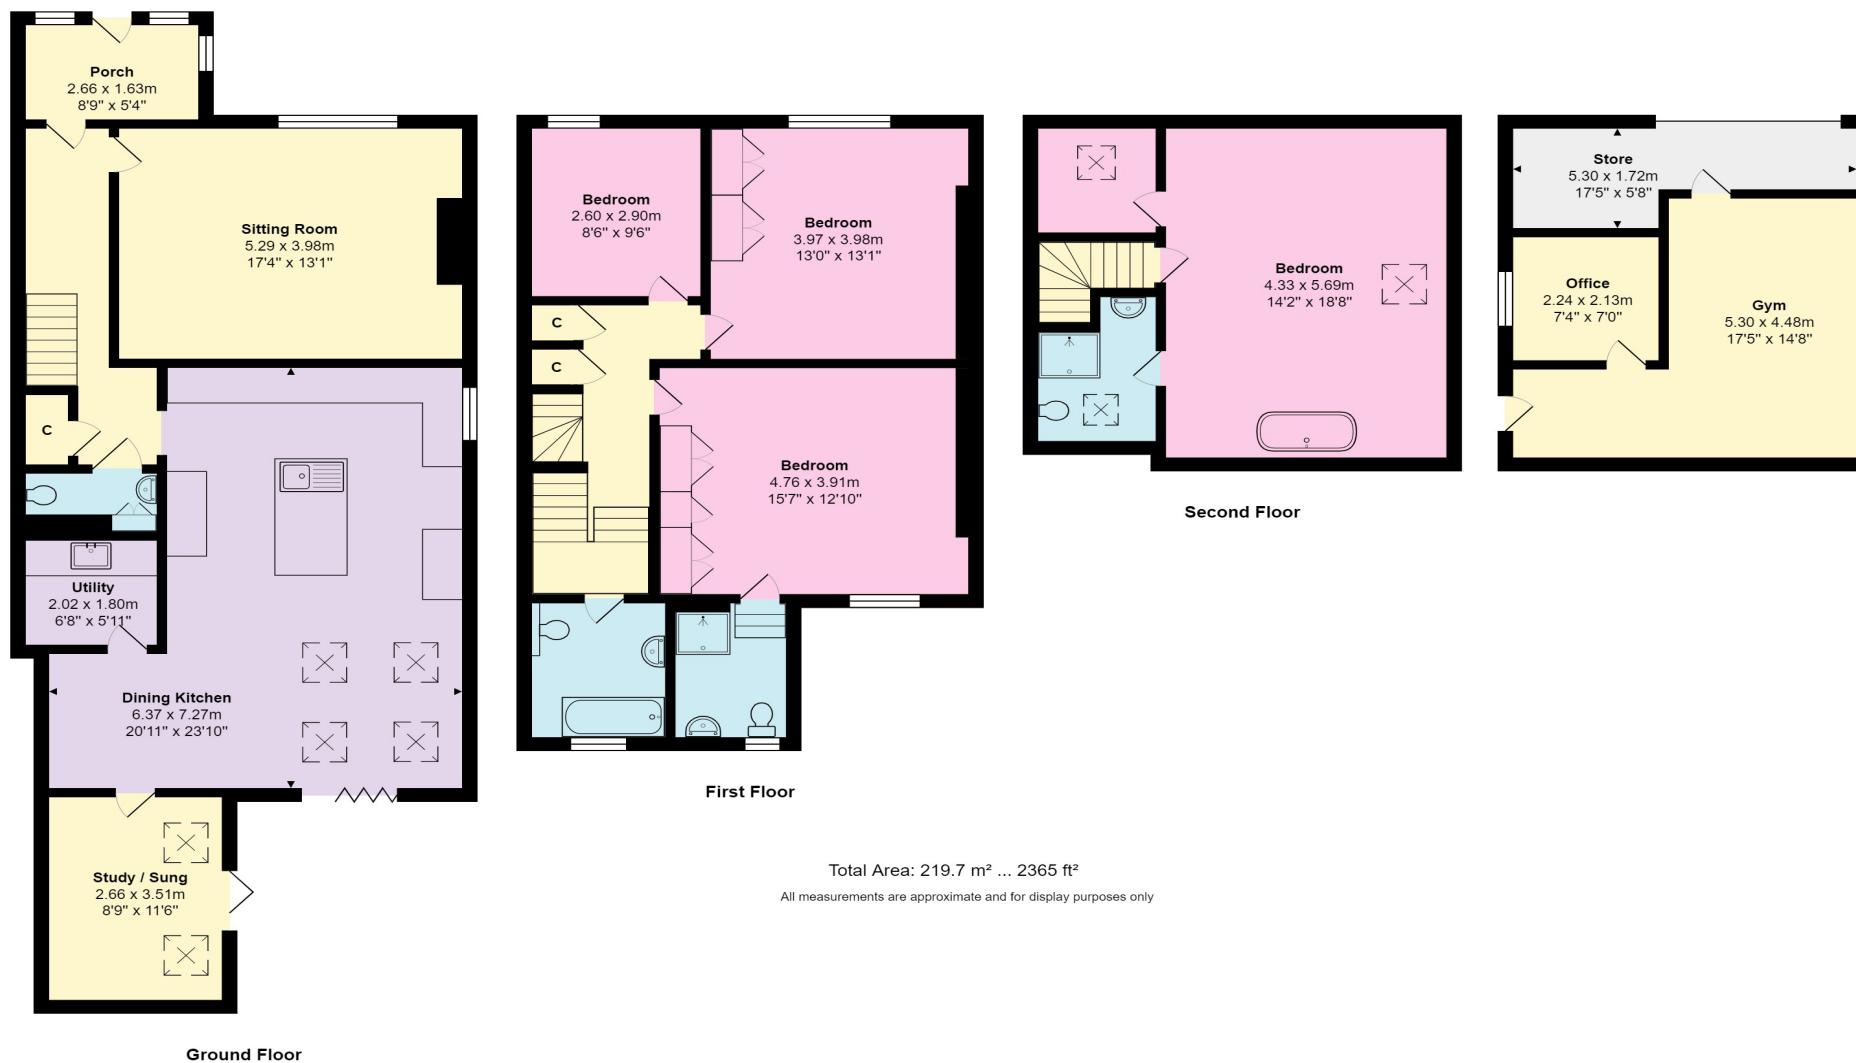 Porch
2.66 x 1.63m
8'9" x 5'4"
Sitting Room
5.29 x 3.98m
17'4" x 13'1"
C
Utility
2.02 x 1.80m
6'8" x 5'11"
Dining Kitchen
6.37 x 7.27m
20'11" x 23'10"
Study / Sung
2.66 x 3.51m
8'9" x 11'6"
Ground Floor
Bedroom
2.60 x 2.90m
8'6" x 9'6"
Bedroom
3.97 x 3.98m
13'0" x 13'1"
C
C
Bedroom
4.76 x 3.91m
15'7" x 12'10"
First Floor
Bedroom
4.33 x 5.69m
14'2" x 18'8"
Second Floor
Store
5.30 x 1.72m
17'5" x 5'8"
Office
2.24 x 2.13m
7'4" x 7'0"
Gym
5.30 x 4.48m
17'5" x 14'8"
Total Area: 219.7 m² ... 2365 ft²
All measurements are approximate and for display purposes only